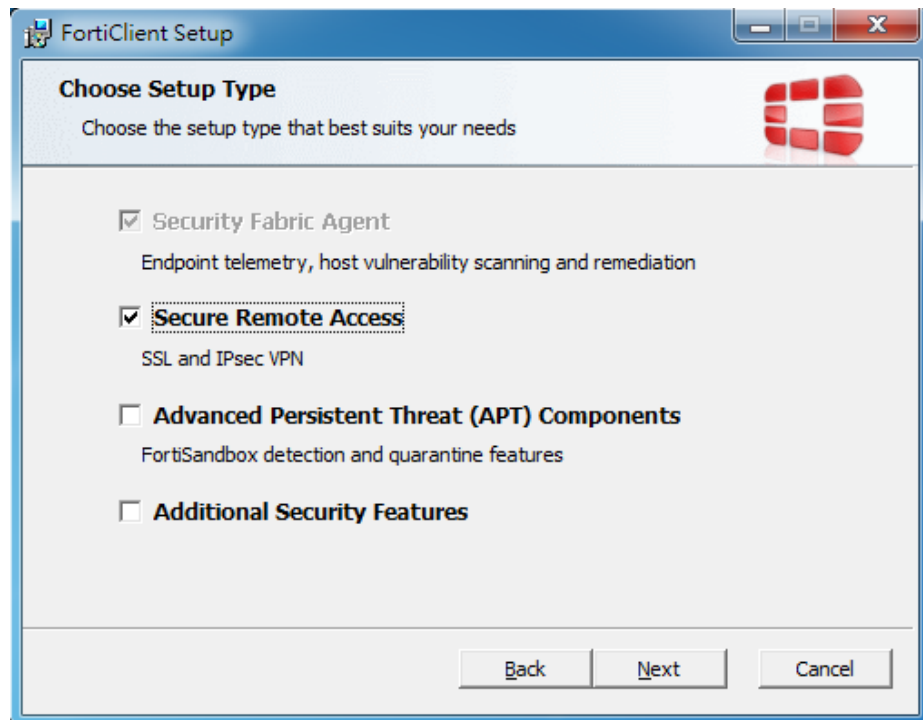 FortiClient Setup
Choose Setup Type
Choose the setup type that best suits your needs
Security Fabric Agent
Endpoint telemetry, host vulnerability scanning and remediation
Secure Remote Access
SSL and IPsec VPN
Advanced Persistent Threat (APT) Components
FortiSandbox detection and quarantine features
Additional Security Features
Back Next Cancel